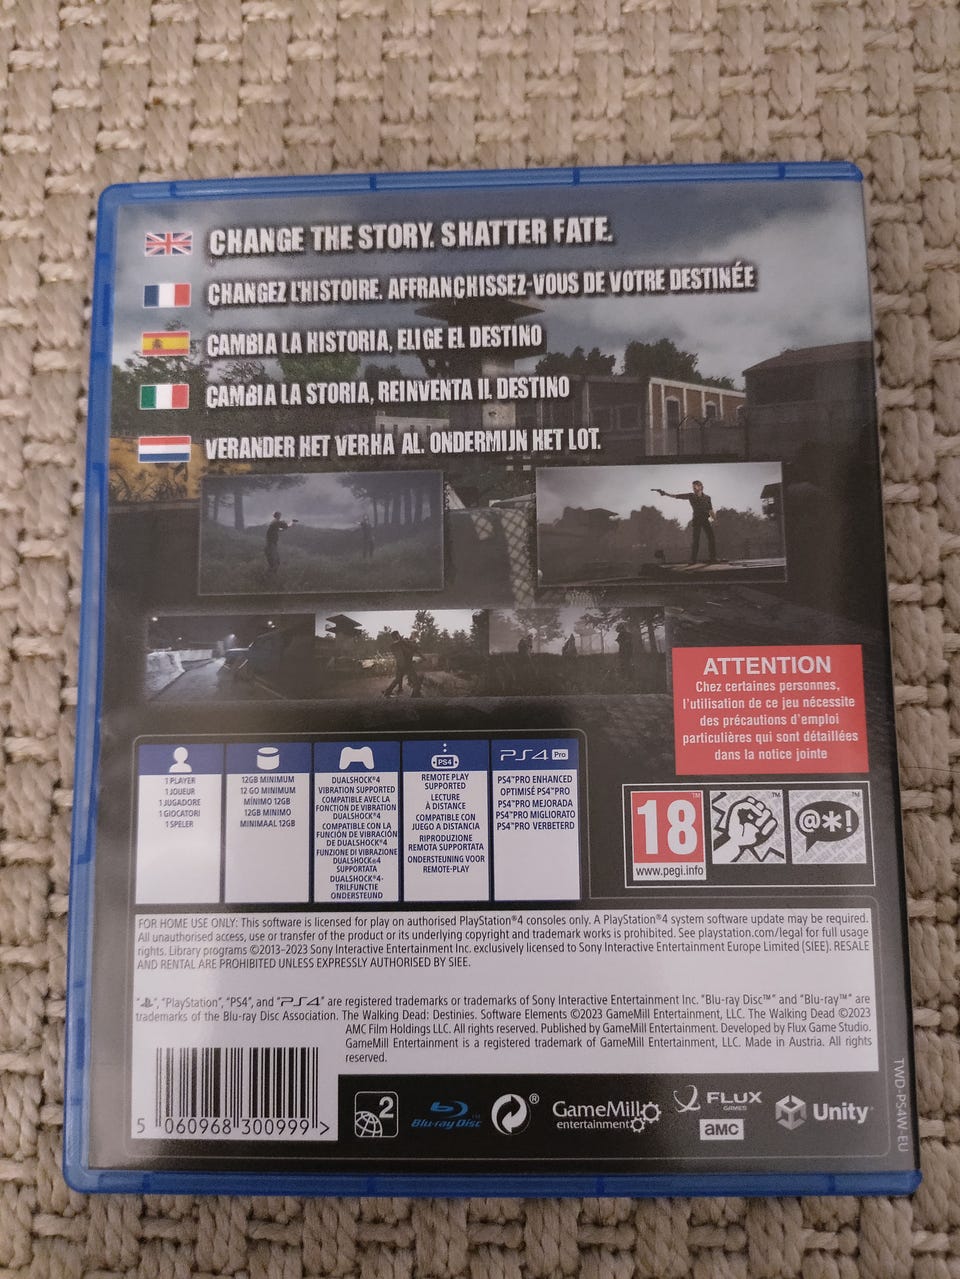 CHANGE THE STORY. SHATTER FATE.
CHANGEZ L'HISTOIRE. AFFRANCHISSEZ-VOUS DE VOTRE DESTINÉE
CAMBIA LA HISTORIA, ELIGE EL DESTINO
CAMBIA LA STORIA, REINVENTA IL DESTINO
VERANDER HET VERHA AL. ONDERMIJN HET LOT.
ATTENTION
Chez certaines personnes,
l'utilisation de ce jeu nécessite
des précautions d'emploi
particulières qui sont détaillées
dans la notice jointe
1 PLAYER
1 JOUEUR
1 JUGADORE
1 GIOCATORI
1 SPELER
12GB MINIMUM
12 GO MINIMUM
MÍNIMO 12GB
12GB MINIMO
MINIMAAL 12GB
DUALSHOCK®4
VIBRATION SUPPORTED
COMPATIBLE AVEC LA
FONCTION DE VIBRATION
DUALSHOCK®4
COMPATIBLE CON LA
FUNCIÓN DE VIBRACIÓN
DE DUALSHOCK®4
FUNZIONE DI VIBRAZIONE
DUALSHOCK®4
SUPPORTATA
DUALSHOCK®4-
TRILFUNCTIE
ONDERSTEUND
PS4
REMOTE PLAY
SUPPORTED
LECTURE
À DISTANCE
COMPATIBLE CON
JUEGO A DISTANCIA
RIPRODUZIONE
REMOTA SUPPORTATA
ONDERSTEUNING VOOR
REMOTE-PLAY
PS4 Pro
PS4™PRO ENHANCED
OPTIMISÉ PS4™PRO
PS4™PRO MEJORADA
PS4™PRO MIGLIORATO
PS4™PRO VERBETERD
18 ™
www.pegi.info
™
@*! ™
FOR HOME USE ONLY: This software is licensed for play on authorised PlayStation®4 consoles only. A PlayStation®4 system software update may be required.
All unauthorised access, use or transfer of the product or its underlying copyright and trademark works is prohibited. See playstation.com/legal for full usage
rights. Library programs ©2013–2023 Sony Interactive Entertainment Inc. exclusively licensed to Sony Interactive Entertainment Europe Limited (SIEE). RESALE
AND RENTAL ARE PROHIBITED UNLESS EXPRESSLY AUTHORISED BY SIEE.
" ", "PlayStation", "PS4", and "PS4" are registered trademarks or trademarks of Sony Interactive Entertainment Inc. "Blu-ray Disc™" and "Blu-ray™" are
trademarks of the Blu-ray Disc Association. The Walking Dead: Destinies. Software Elements ©2023 GameMill Entertainment, LLC. The Walking Dead ©2023
AMC Film Holdings LLC. All rights reserved. Published by GameMill Entertainment. Developed by Flux Game Studio.
GameMill Entertainment is a registered trademark of GameMill Entertainment, LLC. Made in Austria. All rights
reserved.
5 060968 300999 >
2
Blu-ray Disc
®
GameMill
entertainment
FLUX
GAMES
amc
Unity
TWD-PS4W-EU